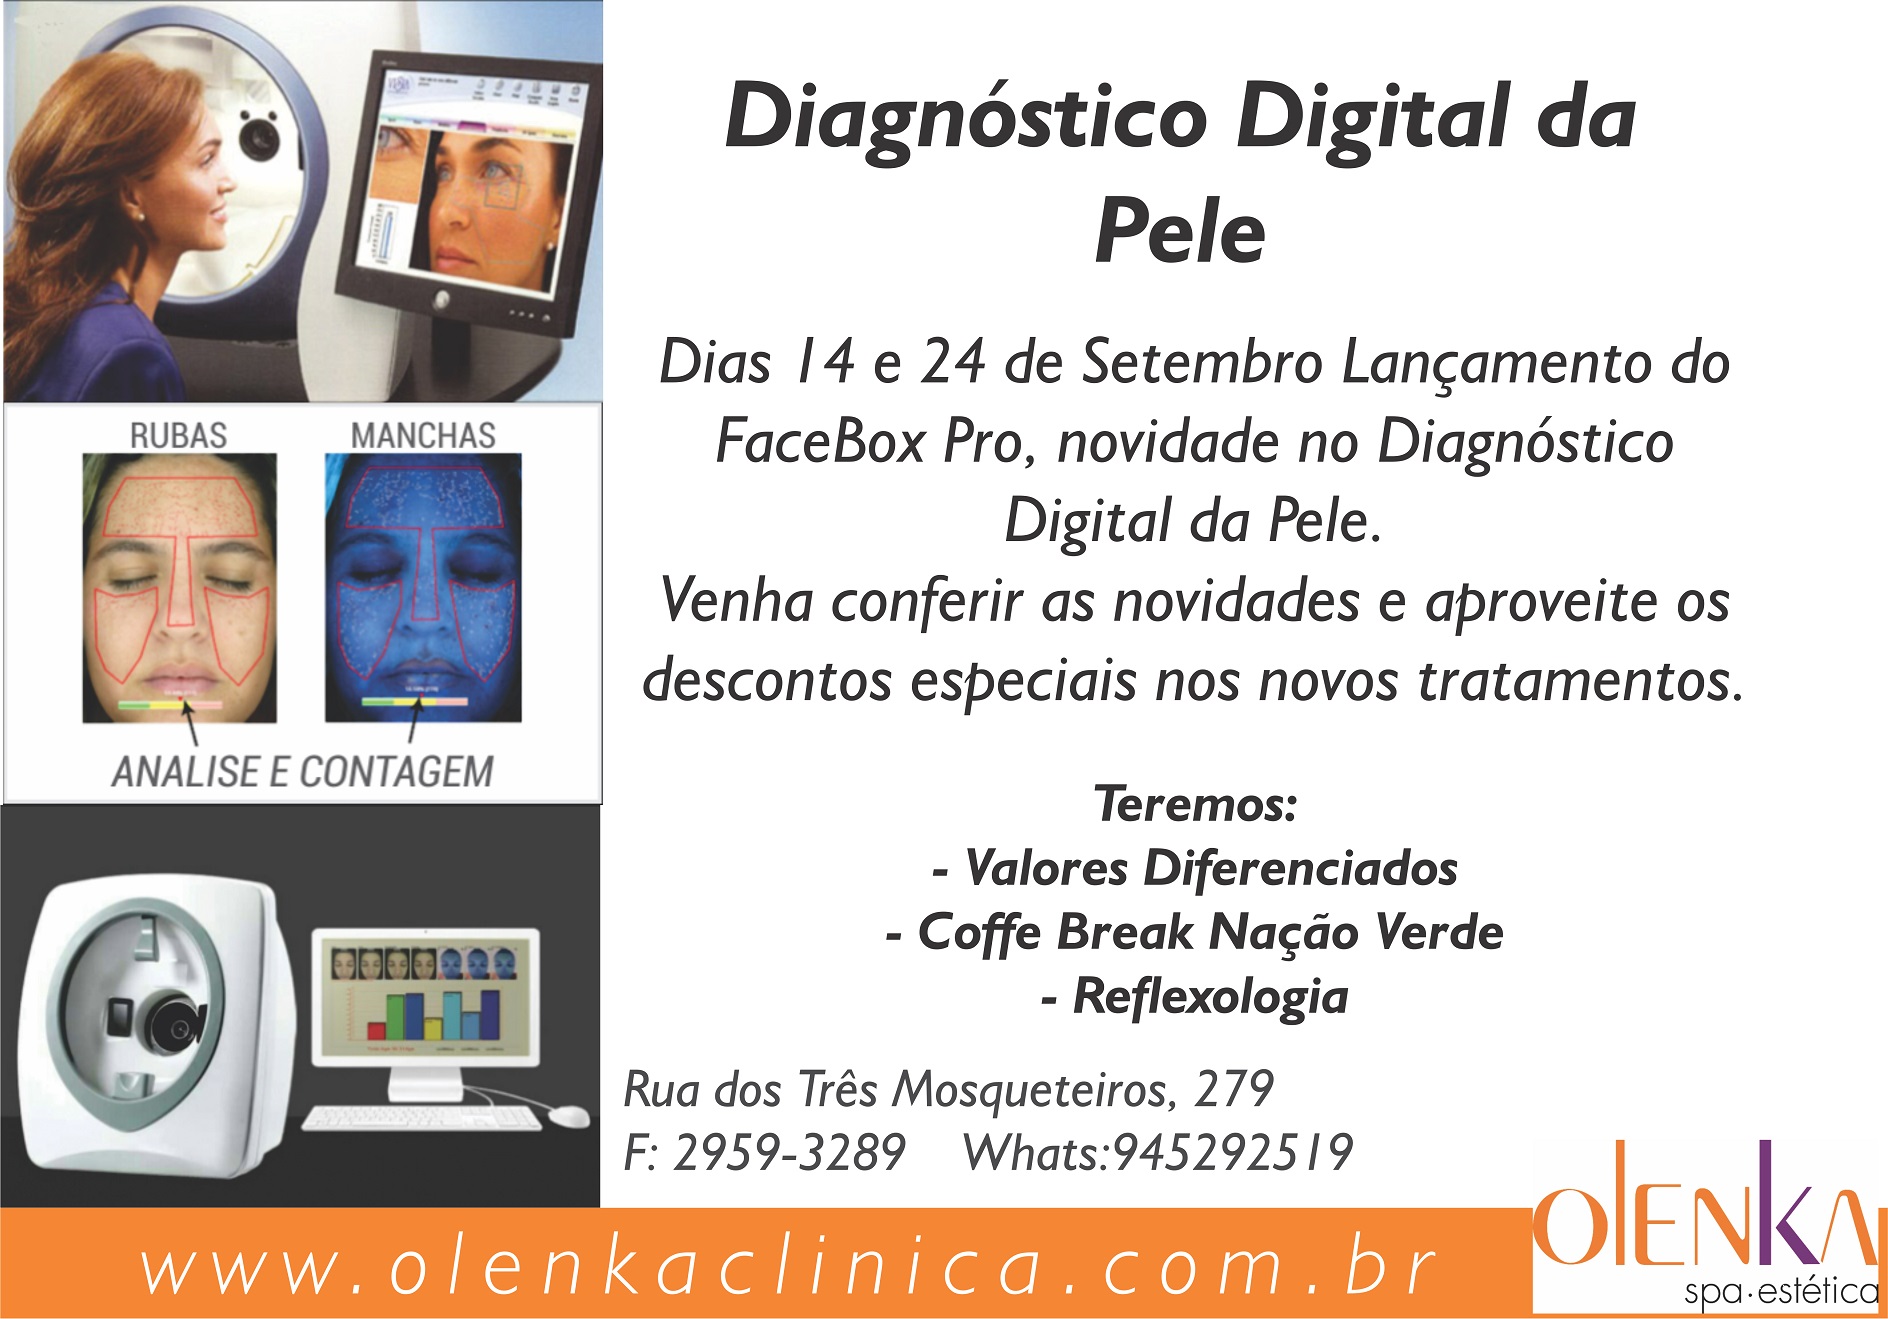 Diagnóstico Digital da
Pele
Dias 14 e 24 de Setembro Lançamento do
FaceBox Pro, novidade no Diagnóstico
Digital da Pele.
Venha conferir as novidades e aproveite os
descontos especiais nos novos tratamentos.
Teremos:
- Valores Diferenciados
- Coffe Break Nação Verde
- Reflexologia
Rua dos Três Mosqueteiros, 279
F: 2959-3289 Whats:945292519
RUBAS MANCHAS
ANALISE E CONTAGEM
www.olenkaclinica.com.br
olENKA
spa·estética